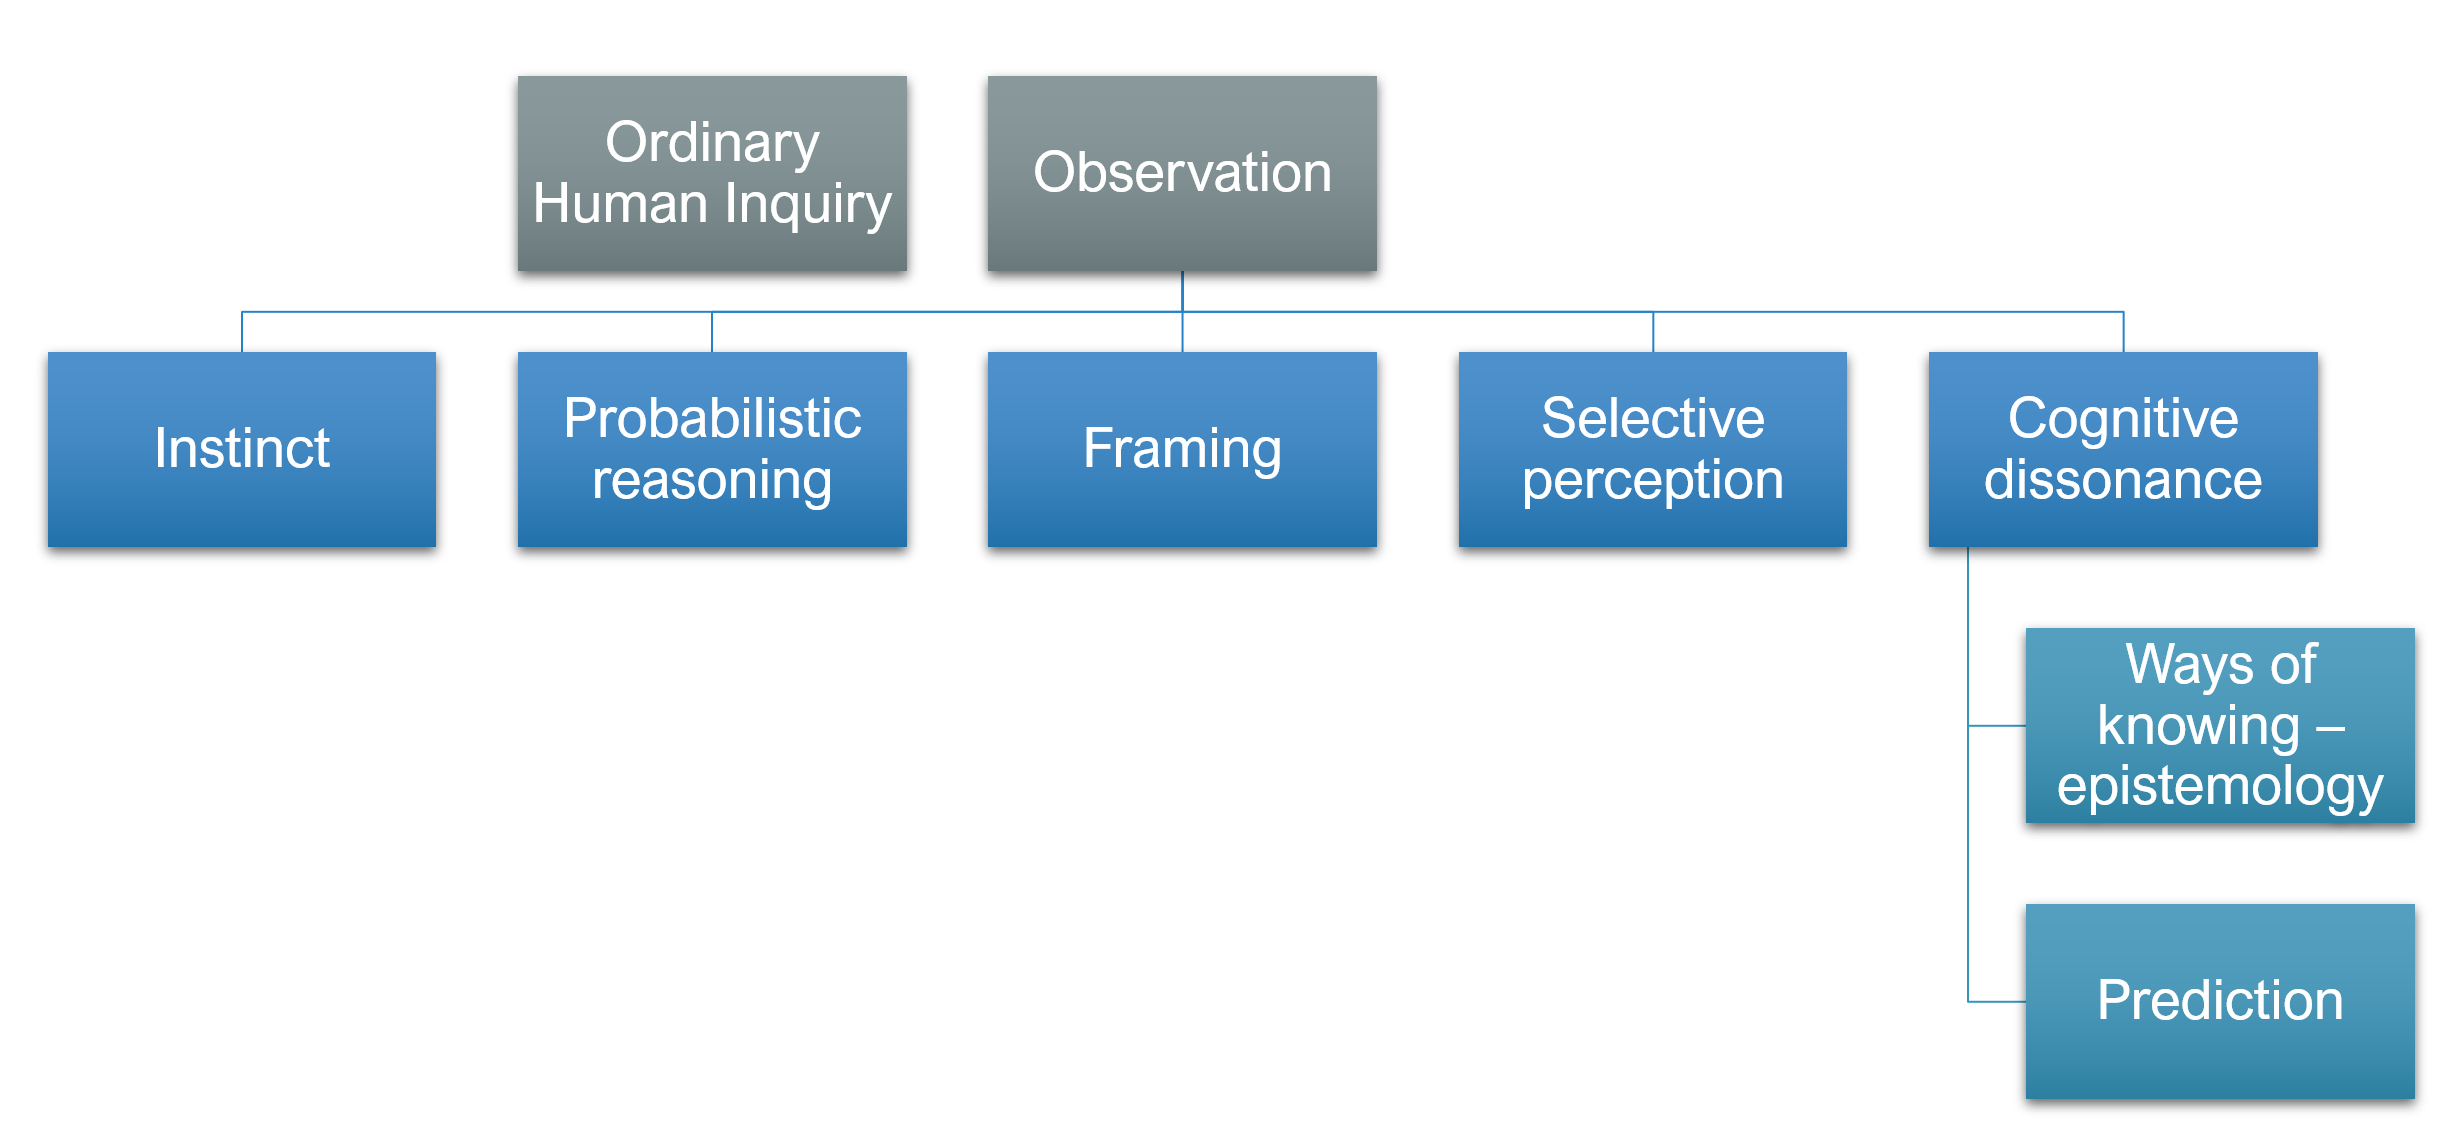 Ordinary
Human Inquiry
Observation
Instinct
Probabilistic
reasoning
Framing
Selective
perception
Cognitive
dissonance
Ways of
knowing –
epistemology
Prediction